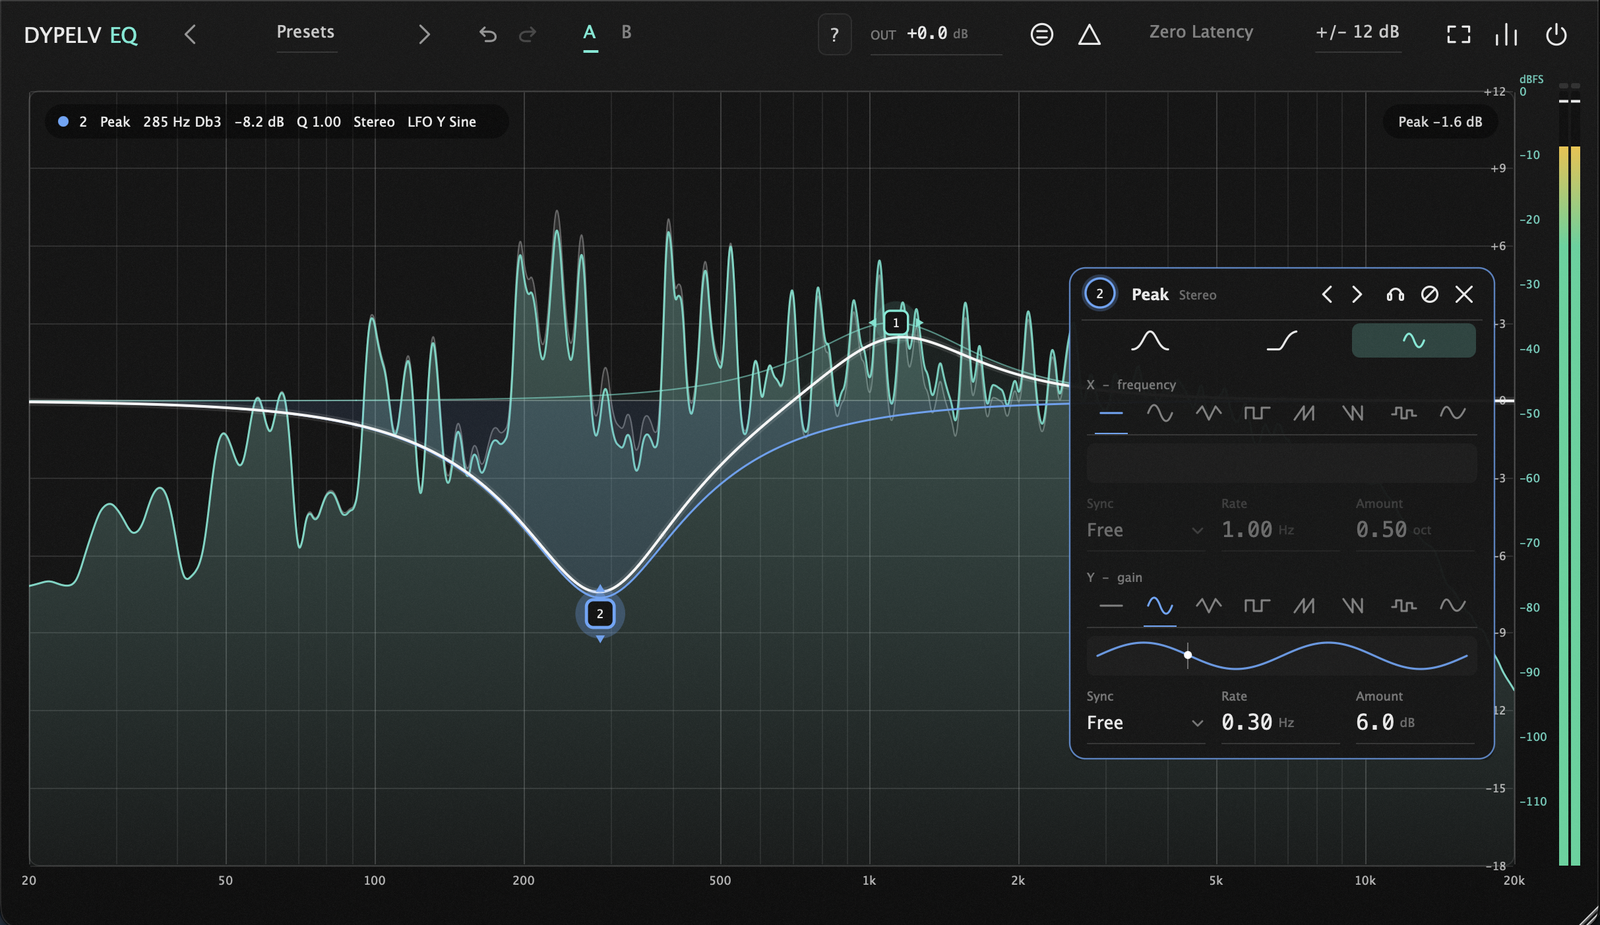 DYPELV EQ
Presets
A B
?
OUT +0.0 dB
Zero Latency
+/- 12 dB
dBFS
2 Peak 285 Hz Db3 -8.2 dB Q 1.00 Stereo LFO Y Sine
Peak -1.6 dB
+12 0
+9 -10
+6 -20
-30
3 -40
0 -50
3 -60
6 -70
9 -80
12 -90
-100
-15 -110
-18
1
2
2 Peak Stereo
X - frequency
Sync Rate Amount
Free 1.00 Hz 0.50 oct
Y - gain
Sync Rate Amount
Free 0.30 Hz 6.0 dB
20 50 100 200 500 1k 2k 5k 10k 20k